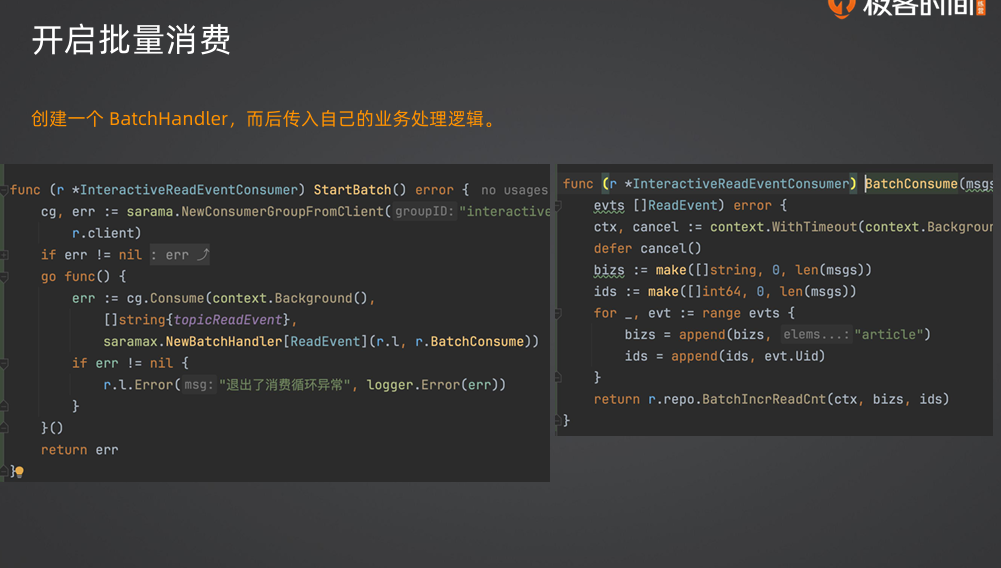 极客时间
开启批量消费
创建一个 BatchHandler，而后传入自己的业务处理逻辑。
func (r *InteractiveReadEventConsumer) StartBatch() error { no usages
cg, err := sarama.NewConsumerGroupFromClient( groupID: "interactive
r.client)
if err != nil : err
go func() {
err := cg.Consume(context.Background(),
[]string{topicReadEvent},
saramax.NewBatchHandler[ReadEvent](r.l, r.BatchConsume))
if err != nil {
r.l.Error( msg: "退出了消费循环异常", logger.Error(err))
}
}()
return err
}
func (r *InteractiveReadEventConsumer) BatchConsume(msgs
evts []ReadEvent) error {
ctx, cancel := context.WithTimeout(context.Backgroun
defer cancel()
bizs := make([]string, 0, len(msgs))
ids := make([]int64, 0, len(msgs))
for _, evt := range evts {
bizs = append(bizs, elems...: "article")
ids = append(ids, evt.Uid)
}
return r.repo.BatchIncrReadCnt(ctx, bizs, ids)
}